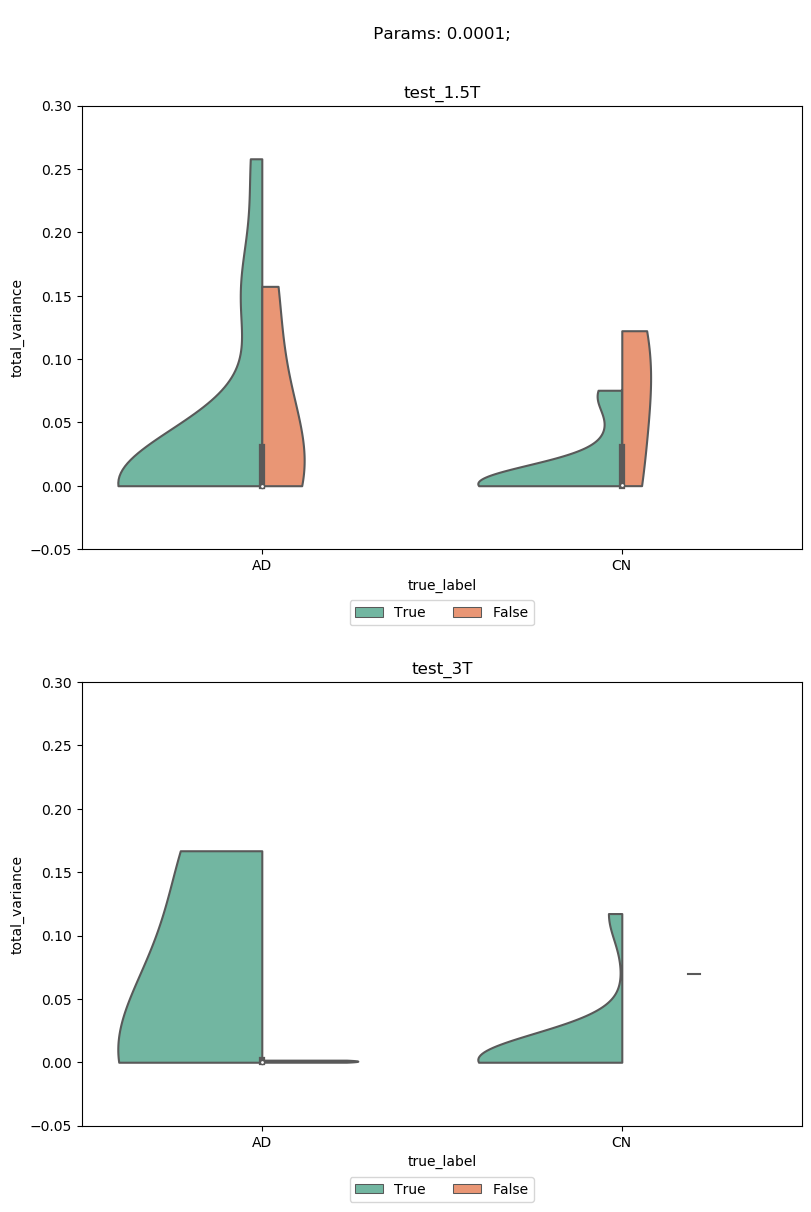 Params: 0.0001;
test_1.5T
0.30
0.25
0.20
0.15
0.10
0.05
0.00
−0.05
total_variance
AD CN
true_label
True False
test_3T
0.30
0.25
0.20
0.15
0.10
0.05
0.00
−0.05
total_variance
AD CN
true_label
True False